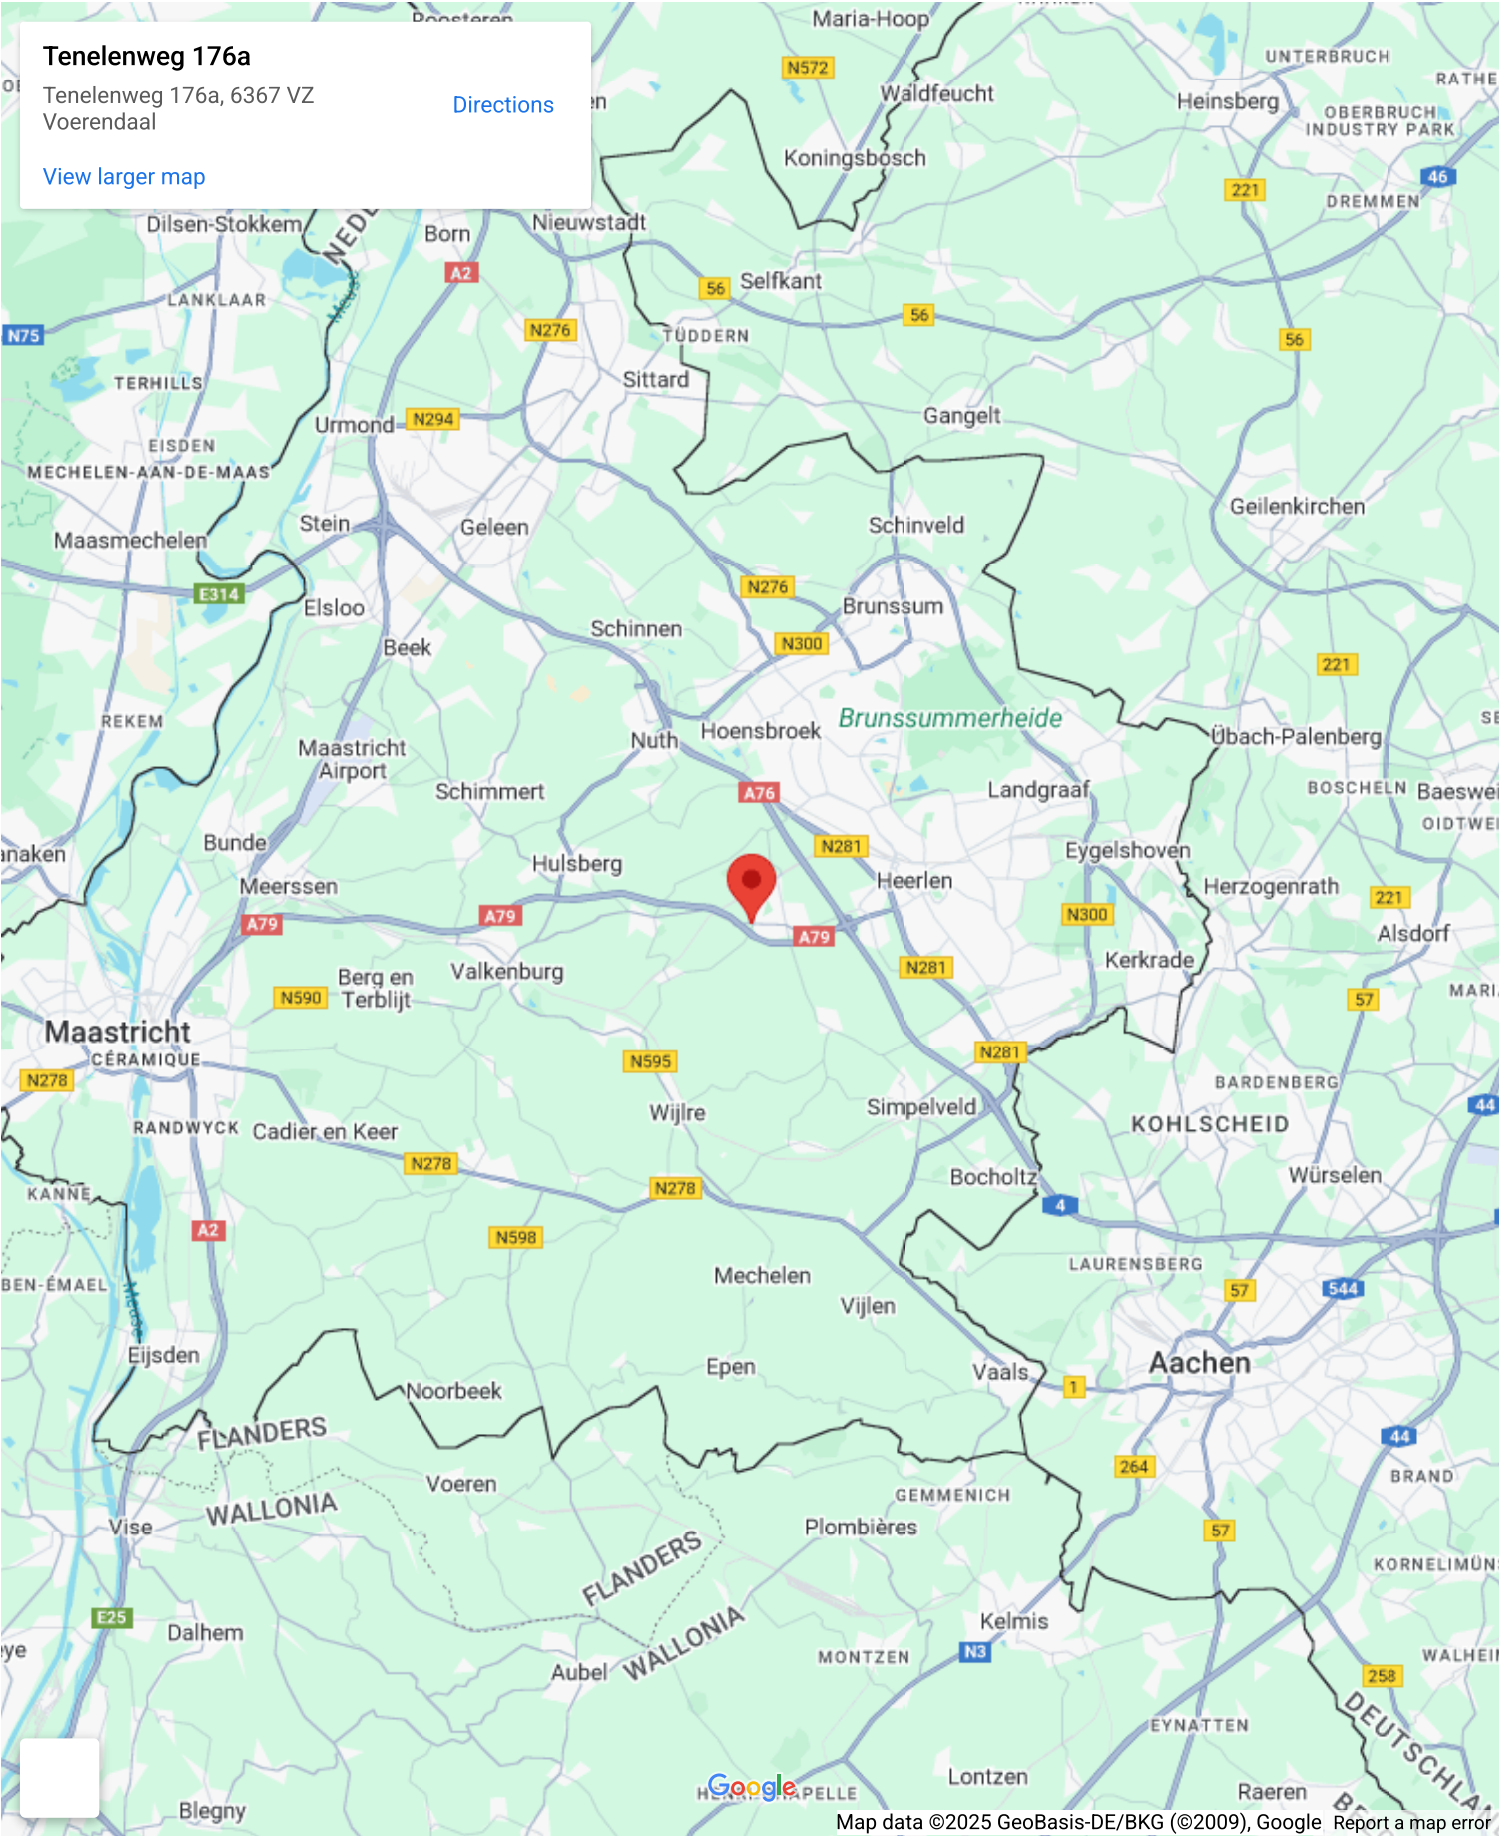 Roosteren
Maria-Hoop
Tenelenweg 176a
Tenelenweg 176a, 6367 VZ
Voerendaal
Directions
View larger map
N572
UNTERBRUCH
Waldfeucht
Heinsberg
OBERBRUCH
INDUSTRY PARK
Koningsbosch
46
221
DREMMEN
Dilsen-Stokkem
Nieuwstadt
Born
A2
Selfkant
56
LANKLAAR
Meuse
56
N75
N276
TÜDDERN
56
TERHILLS
Sittard
Urmond
N294
Gangelt
EISDEN
MECHELEN-AAN-DE-MAAS
Geilenkirchen
Stein
Geleen
Schinveld
Maasmechelen
E314
N276
Elsloo
Brunssum
Schinnen
Beek
N300
221
REKEM
Brunssummerheide
Hoensbroek
Nuth
Übach-Palenberg
Maastricht
Airport
Schimmert
A76
Landgraaf
BOSCHELN
Bunde
N281
Eygelshoven
Hulsberg
Heerlen
Meerssen
Herzogenrath
221
A79
A79
N300
Alsdorf
A79
Kerkrade
Berg en
Terblijt
Valkenburg
N281
N590
57
Maastricht
CÉRAMIQUE
N595
N281
N278
BARDENBERG
Wijlre
Simpelveld
44
RANDWYCK
Cadier en Keer
KOHLSCHEID
N278
Bocholtz
Würselen
KANNE
N278
4
A2
N598
LAURENSBERG
Mechelen
BEN-ÉMAEL
57
544
Vijlen
Meuse
Eijsden
Epen
Vaals
Aachen
Noorbeek
1
FLANDERS
44
264
Voeren
BRAND
WALLONIA
GEMMENICH
Vise
Plombières
57
FLANDERS
E25
Dalhem
Kelmis
WALLONIA
N3
MONTZEN
Aubel
258
DEUTSCHLAN
EYNATTEN
Lontzen
Google
Raeren
Blegny
Map data ©2025 GeoBasis-DE/BKG (©2009), Google
Report a map error